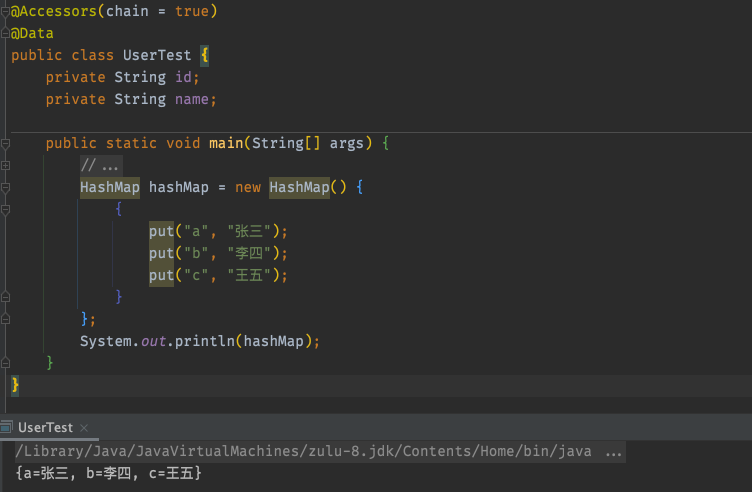 @Accessors(chain = true)
@Data
public class UserTest {
    private String id;
    private String name;

    public static void main(String[] args) {
        // ...
        HashMap hashMap = new HashMap() {
            {
                put("a", "张三");
                put("b", "李四");
                put("c", "王五");
            }
        };
        System.out.println(hashMap);
    }
}
UserTest ×
/Library/Java/JavaVirtualMachines/zulu-8.jdk/Contents/Home/bin/java ...
{a=张三, b=李四, c=王五}